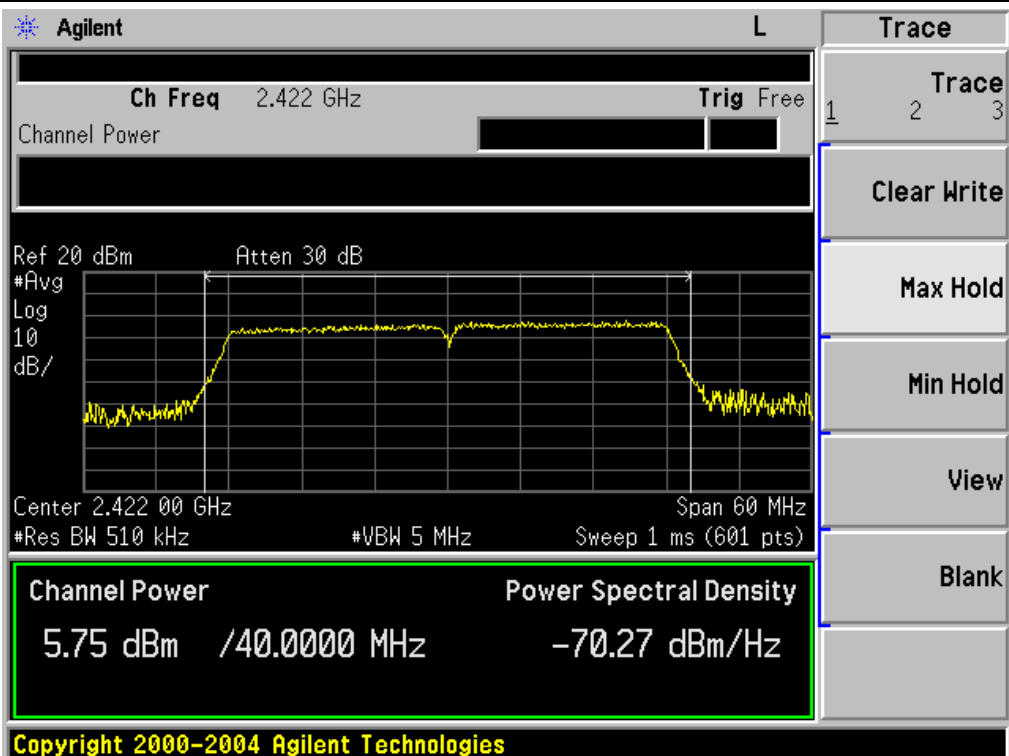 Agilent L Trace
Ch Freq 2.422 GHz Trig Free
Channel Power
Trace
1 2 3
Clear Write
Max Hold
Min Hold
View
Blank
Ref 20 dBm Atten 30 dB
#Avg
Log
10
dB/
Center 2.422 00 GHz Span 60 MHz
#Res BW 510 kHz #VBW 5 MHz Sweep 1 ms (601 pts)
Channel Power Power Spectral Density
5.75 dBm /40.0000 MHz -70.27 dBm/Hz
Copyright 2000-2004 Agilent Technologies